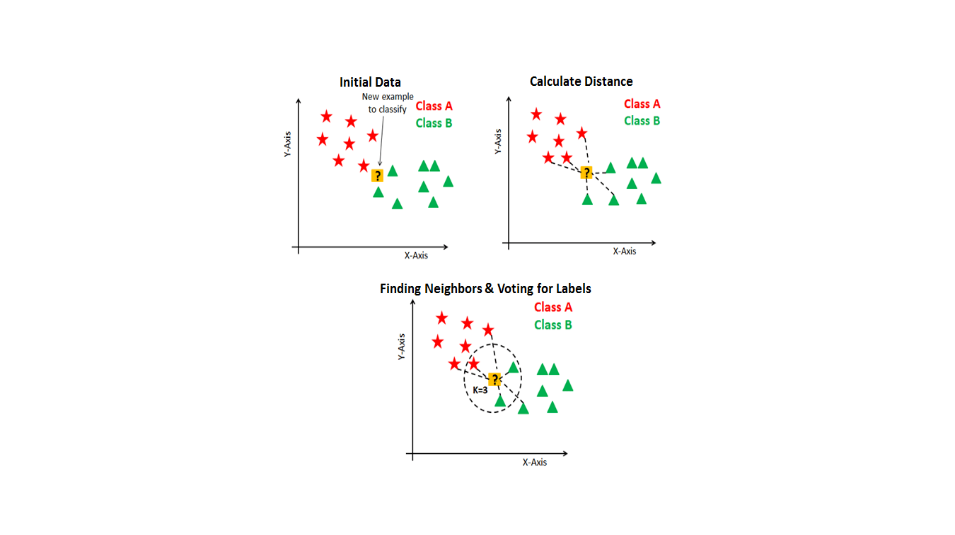 Initial Data
New example
to classify
Class A
Class B
?
Y-Axis
X-Axis
Calculate Distance
Class A
Class B
?
Y-Axis
X-Axis
Finding Neighbors & Voting for Labels
Class A
Class B
?
K=3
Y-Axis
X-Axis